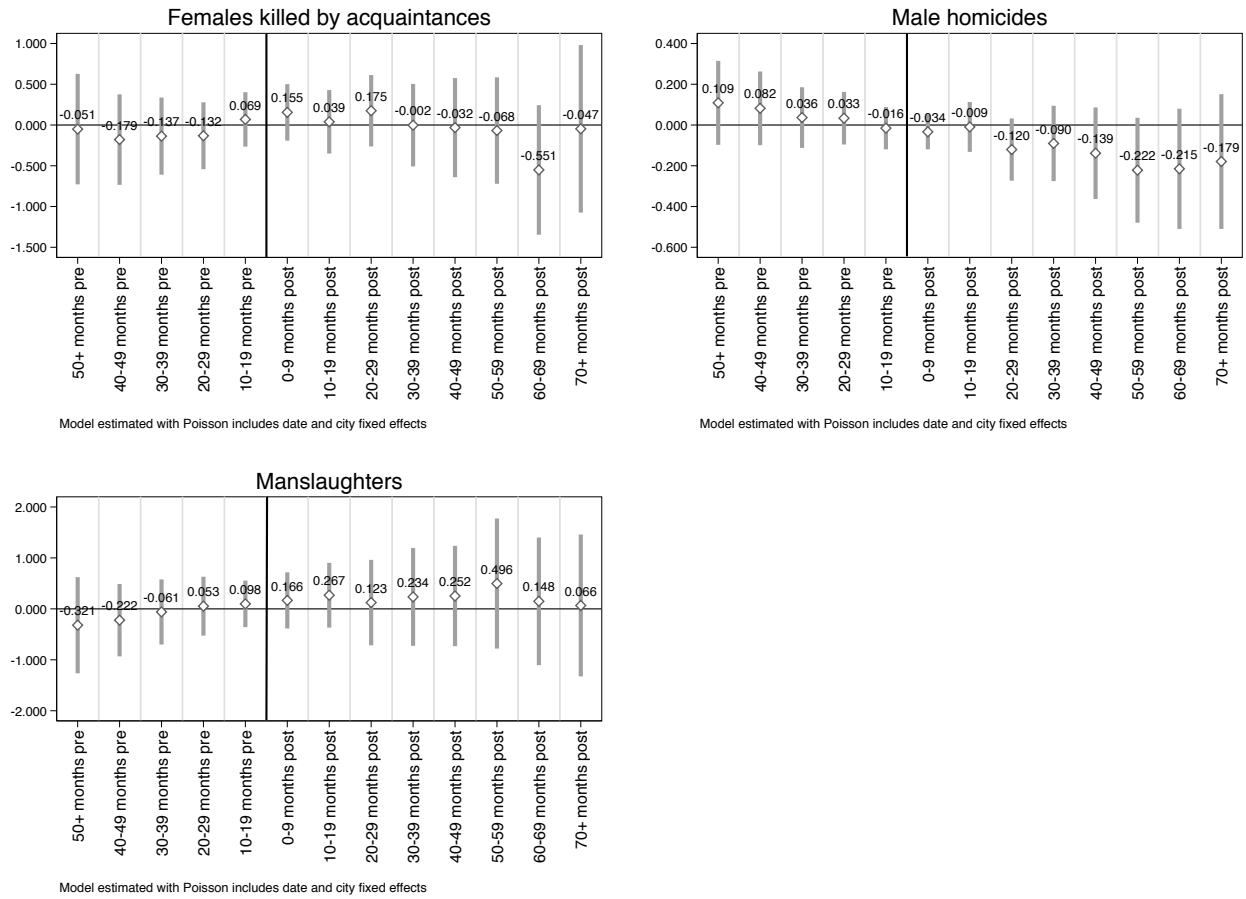 Females killed by acquaintances
1.000
0.500
0.000
-0.500
-1.000
-1.500
-0.051
-0.179
-0.137
-0.132
0.069
0.155
0.039
0.175
-0.002
-0.032
-0.068
-0.551
-0.047
50+ months pre
40-49 months pre
30-39 months pre
20-29 months pre
10-19 months pre
0-9 months post
10-19 months post
20-29 months post
30-39 months post
40-49 months post
50-59 months post
60-69 months post
70+ months post
Model estimated with Poisson includes date and city fixed effects
Male homicides
0.400
0.200
0.000
-0.200
-0.400
-0.600
0.109
0.082
0.036
0.033
-0.016
-0.034
-0.009
-0.120
-0.090
-0.139
-0.222
-0.215
-0.179
50+ months pre
40-49 months pre
30-39 months pre
20-29 months pre
10-19 months pre
0-9 months post
10-19 months post
20-29 months post
30-39 months post
40-49 months post
50-59 months post
60-69 months post
70+ months post
Model estimated with Poisson includes date and city fixed effects
Manslaughters
2.000
1.000
0.000
-1.000
-2.000
-0.321
-0.222
-0.061
0.053
0.098
0.166
0.267
0.123
0.234
0.252
0.496
0.148
0.066
50+ months pre
40-49 months pre
30-39 months pre
20-29 months pre
10-19 months pre
0-9 months post
10-19 months post
20-29 months post
30-39 months post
40-49 months post
50-59 months post
60-69 months post
70+ months post
Model estimated with Poisson includes date and city fixed effects